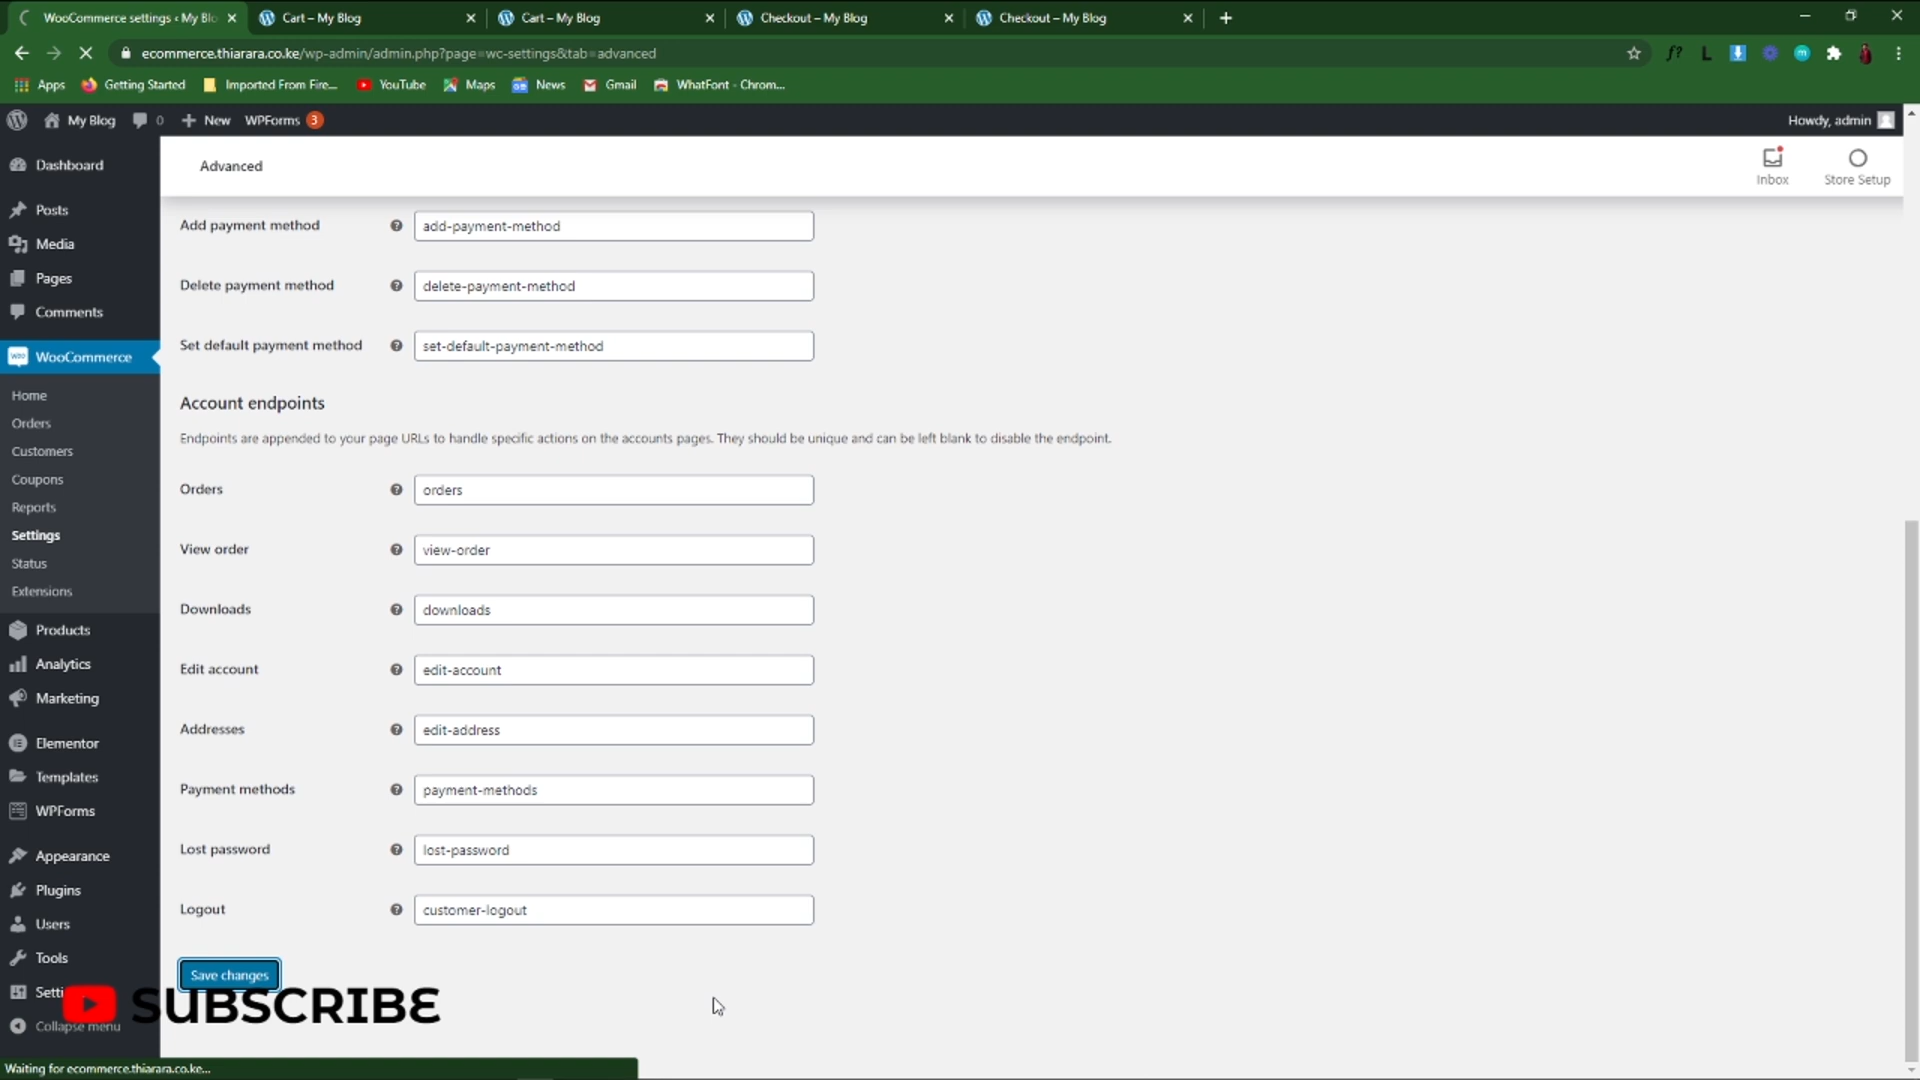 WooCommerce settings ‹ My Blo
Cart – My Blog
Cart – My Blog
Checkout – My Blog
Checkout – My Blog
ecommerce.thiarara.co.ke/wp-admin/admin.php?page=wc-settings&tab=advanced
f?
L
Apps
Getting Started
Imported From Fire...
YouTube
Maps
News
Gmail
WhatFont - Chrom...
My Blog
0
New
WPForms 3
Howdy, admin
Dashboard
Posts
Media
Pages
Comments
WooCommerce
Home
Orders
Customers
Coupons
Reports
Settings
Status
Extensions
Products
Analytics
Marketing
Elementor
Templates
WPForms
Appearance
Plugins
Users
Tools
Setti
Collapse menu
Advanced
Inbox
Store Setup
Add payment method
add-payment-method
Delete payment method
delete-payment-method
Set default payment method
set-default-payment-method
Account endpoints
Endpoints are appended to your page URLs to handle specific actions on the accounts pages. They should be unique and can be left blank to disable the endpoint.
Orders
orders
View order
view-order
Downloads
downloads
Edit account
edit-account
Addresses
edit-address
Payment methods
payment-methods
Lost password
lost-password
Logout
customer-logout
Save changes
SUBSCRIBE
Waiting for ecommerce.thiarara.co.ke...